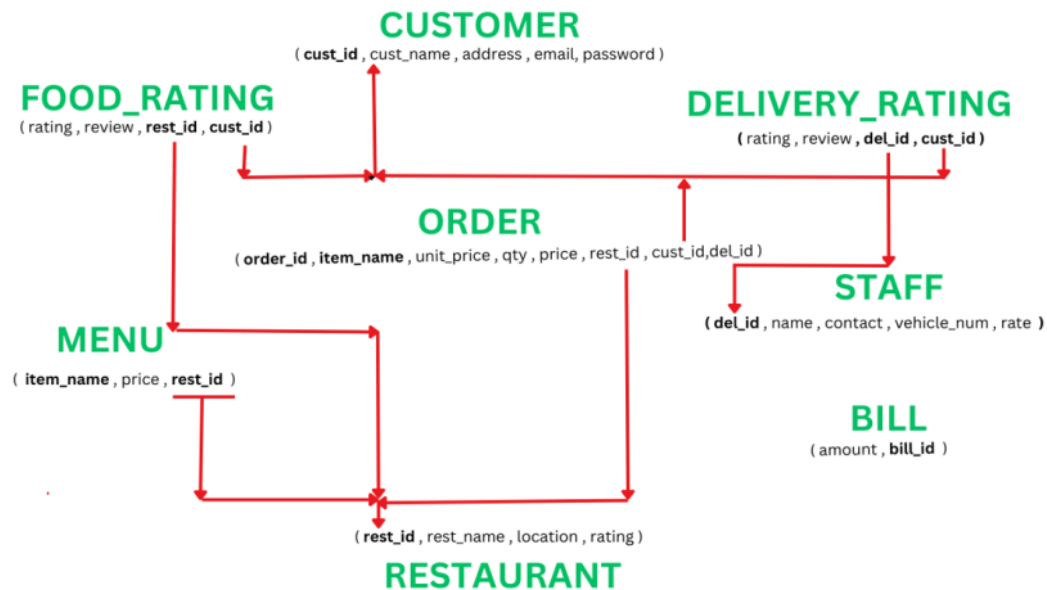 CUSTOMER
( cust_id , cust_name , address , email, password )
FOOD_RATING
( rating , review , rest_id , cust_id )
DELIVERY_RATING
( rating , review , del_id , cust_id )
ORDER
( order_id , item_name , unit_price , qty , price , rest_id , cust_id,del_id )
STAFF
( del_id , name , contact , vehicle_num , rate )
MENU
( item_name , price , rest_id )
BILL
( amount , bill_id )
( rest_id , rest_name , location , rating )
RESTAURANT